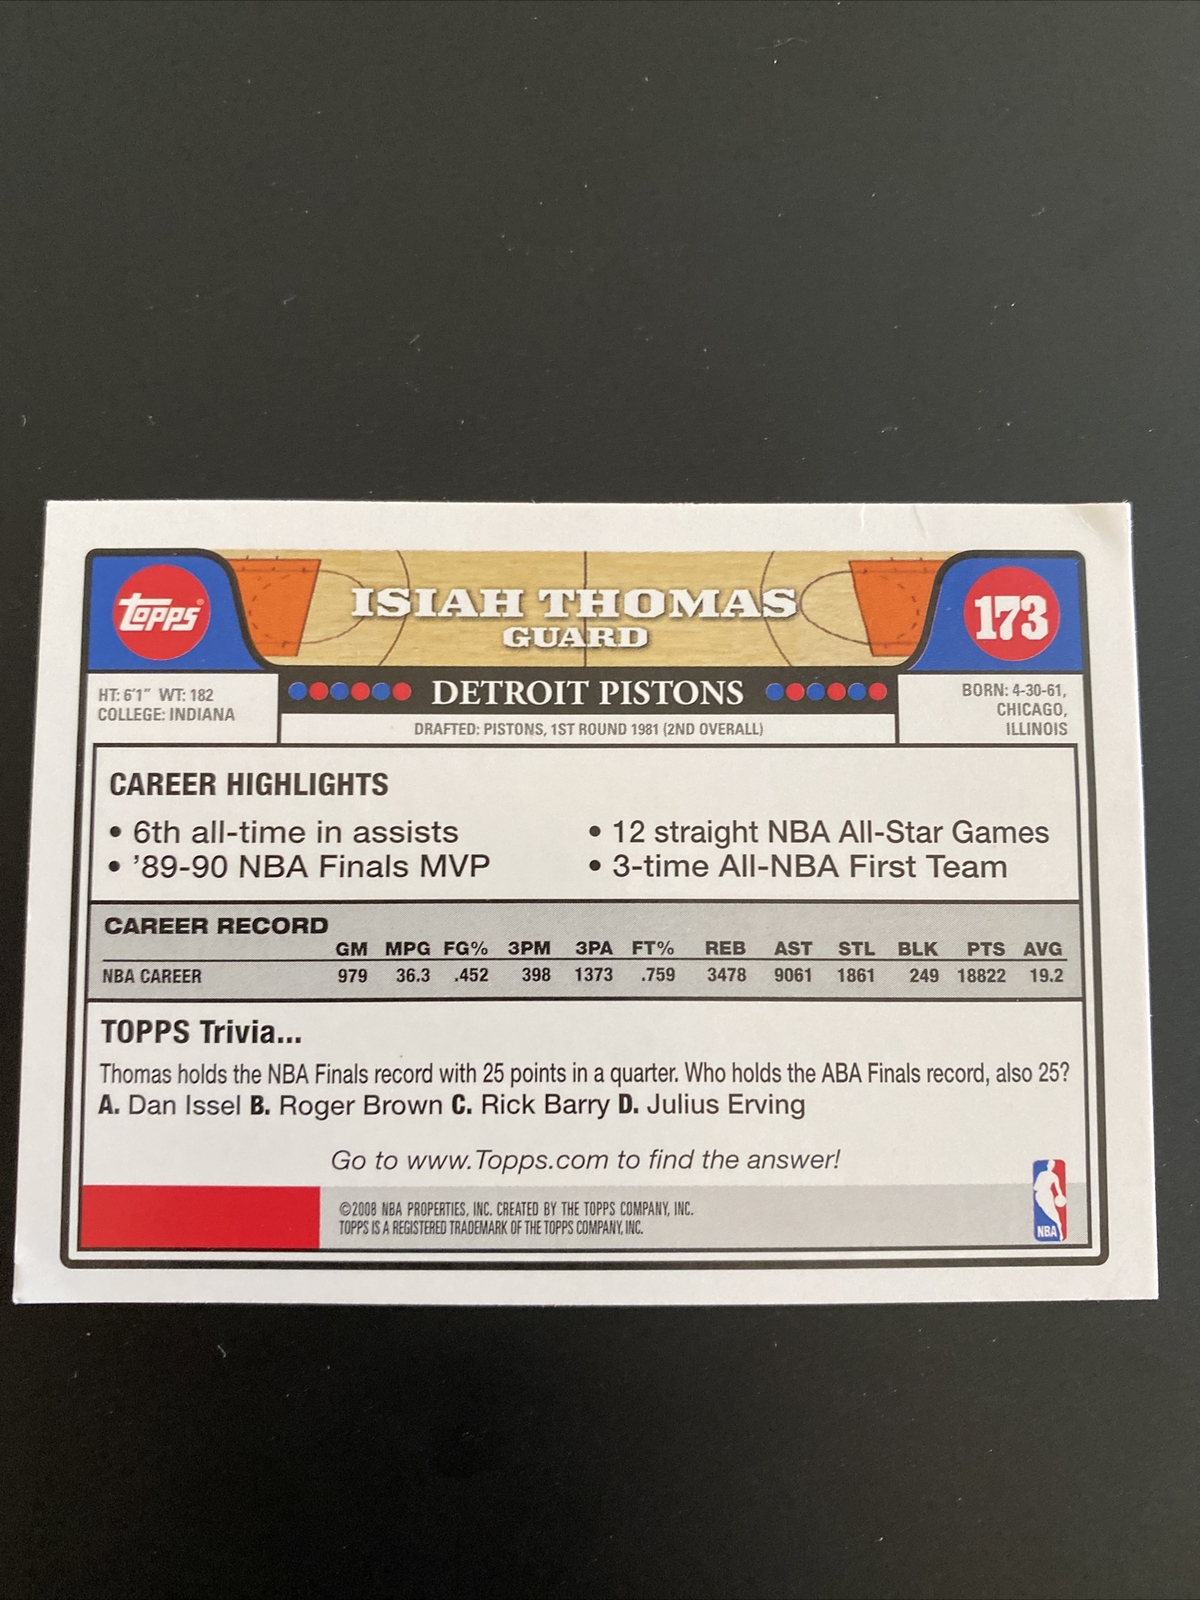 TOPPS®
ISIAH THOMAS
GUARD
173
HT: 6'1" WT: 182
COLLEGE: INDIANA
DETROIT PISTONS
DRAFTED: PISTONS, 1ST ROUND 1981 (2ND OVERALL)
BORN: 4-30-61,
CHICAGO,
ILLINOIS
CAREER HIGHLIGHTS
• 6th all-time in assists
• '89-90 NBA Finals MVP
• 12 straight NBA All-Star Games
• 3-time All-NBA First Team
CAREER RECORD
GM MPG FG% 3PM 3PA FT% REB AST STL BLK PTS AVG
NBA CAREER 979 36.3 .452 398 1373 .759 3478 9061 1861 249 18822 19.2
TOPPS Trivia...
Thomas holds the NBA Finals record with 25 points in a quarter. Who holds the ABA Finals record, also 25?
A. Dan Issel B. Roger Brown C. Rick Barry D. Julius Erving
Go to www.Topps.com to find the answer!
©2008 NBA PROPERTIES, INC. CREATED BY THE TOPPS COMPANY, INC.
TOPPS IS A REGISTERED TRADEMARK OF THE TOPPS COMPANY, INC.
NBA